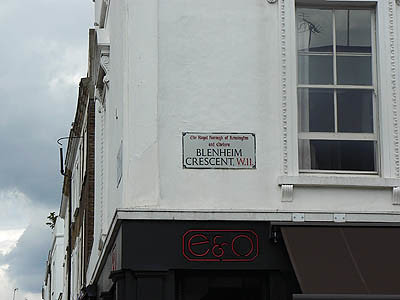 The Royal Borough of Kensington
and Chelsea
BLENHEIM
CRESCENT, W.11.
E&O